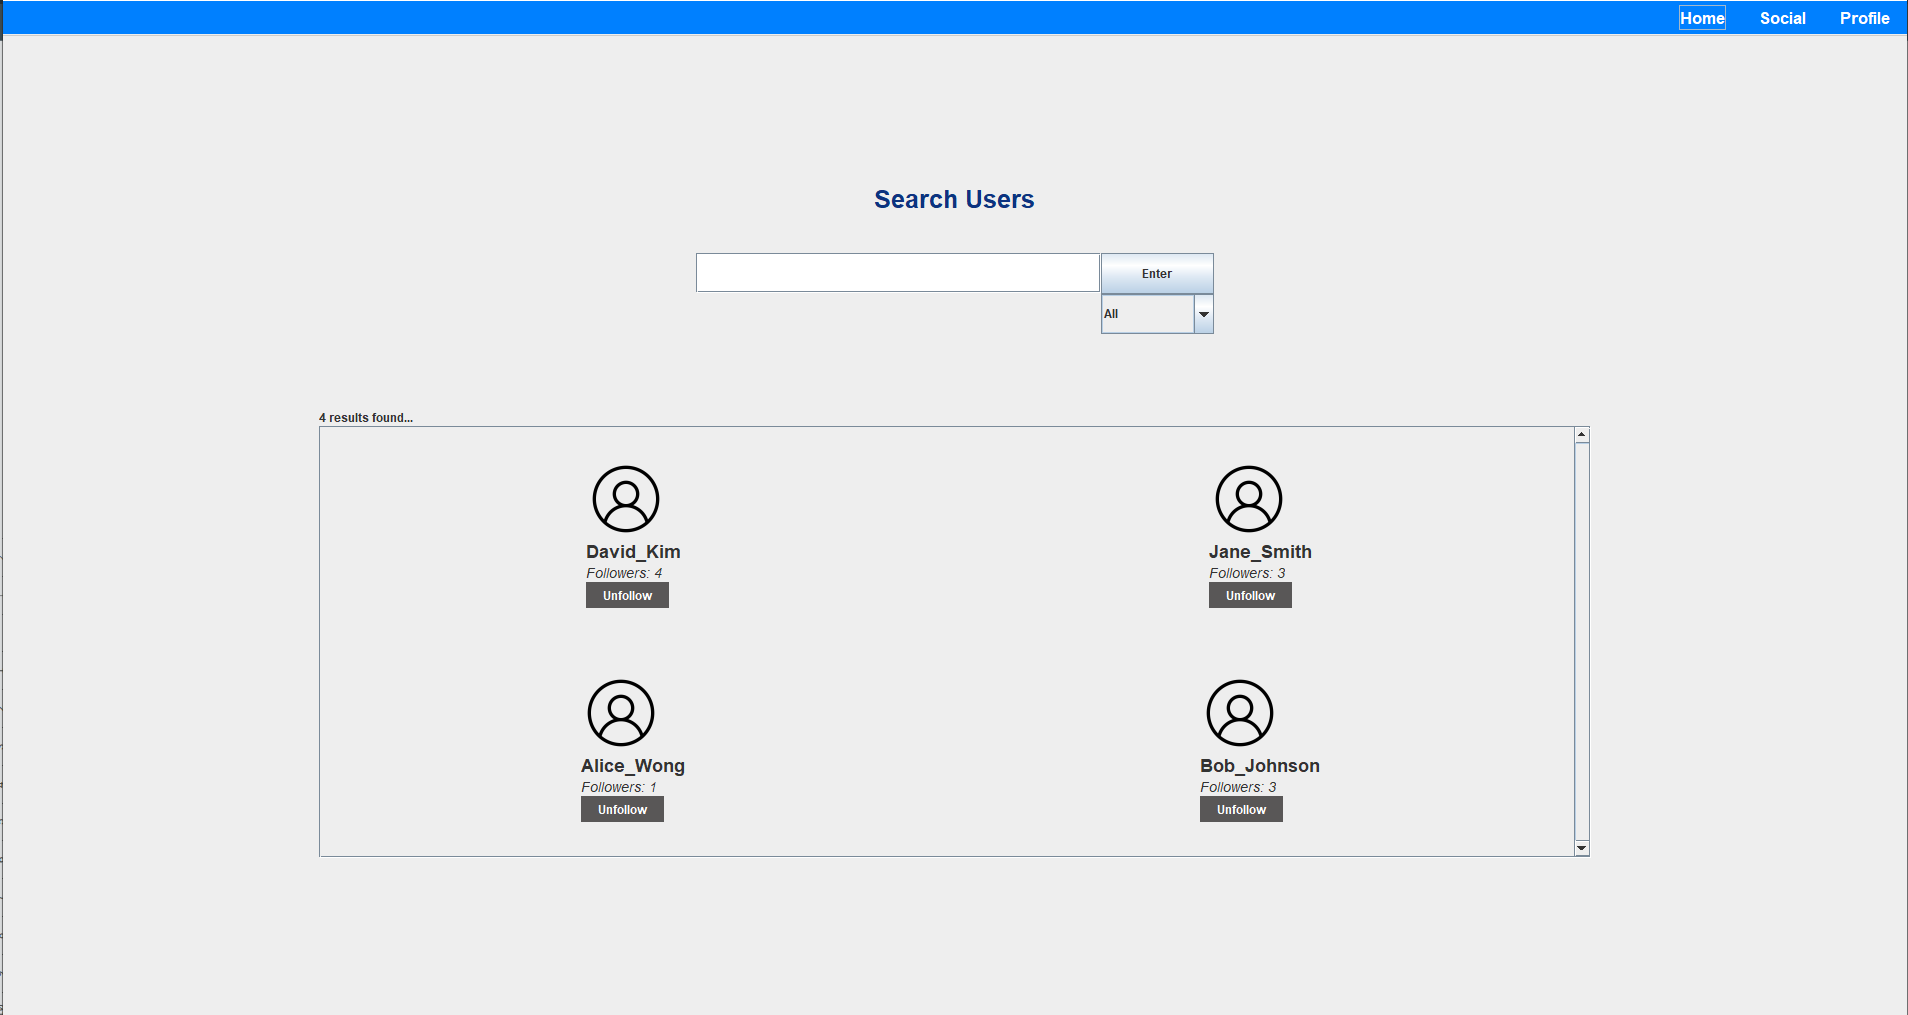 Home Social Profile
Search Users
Enter
All
4 results found...
David_Kim
Followers: 4
Unfollow
Jane_Smith
Followers: 3
Unfollow
Alice_Wong
Followers: 1
Unfollow
Bob_Johnson
Followers: 3
Unfollow